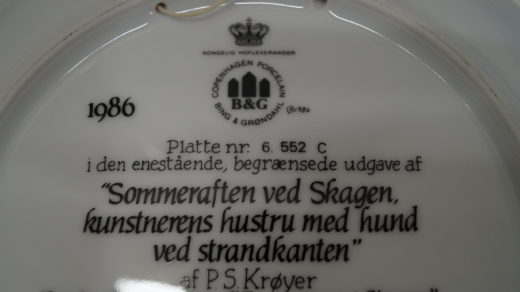 KONGELIG HOFLEVERANDØR
COPENHAGEN PORCELAIN
B&G
BING & GRØNDAHL
1986
Platte nr. 6. 552 C
i den enestående, begrænsede udgave af
"Sommeraften ved Skagen,
kunstnerens hustru med hund
ved strandkanten"
af P.S. Krøyer